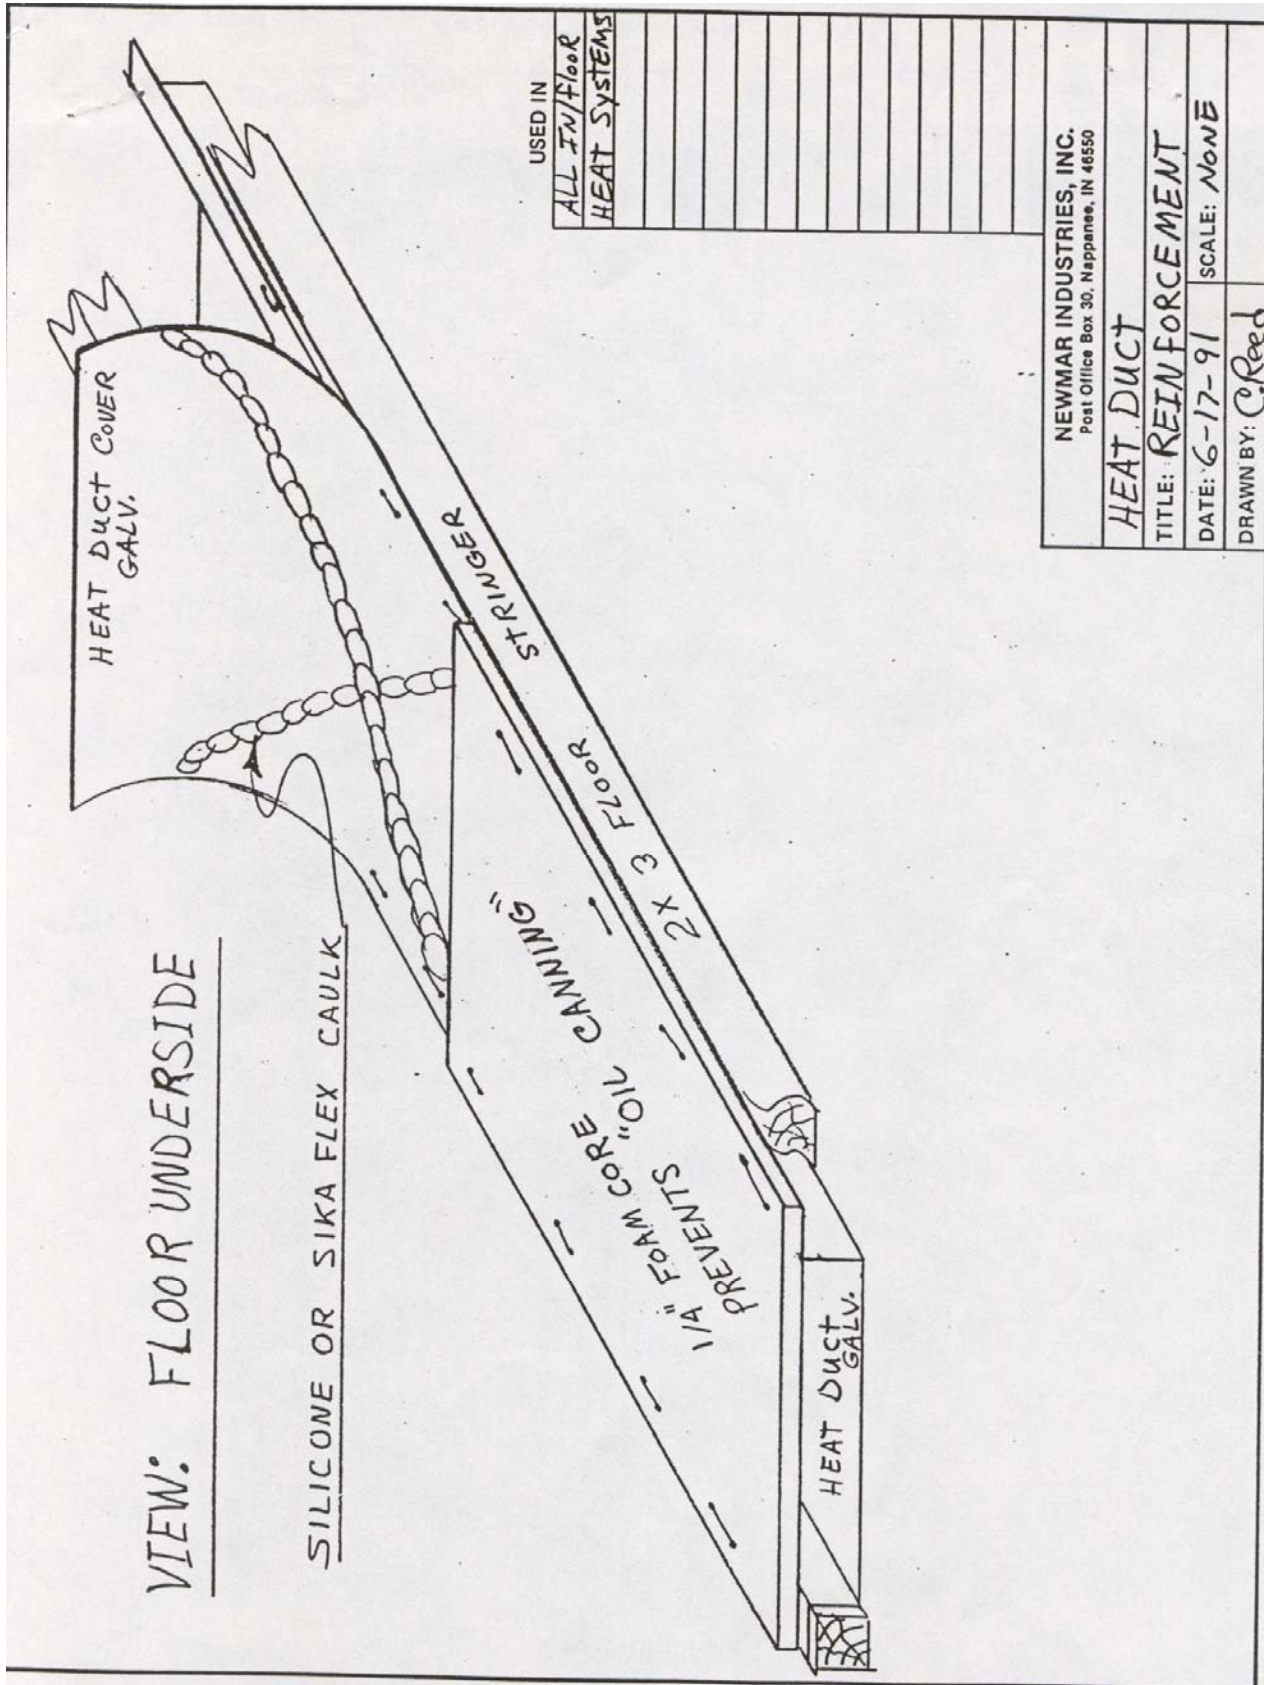 VIEW: FLOOR UNDERSIDE
SILICONE OR SIKA FLEX CAULK
HEAT DUCT COVER
GALV.
1/4" FOAM CORE
PREVENTS "OIL CANNING"
2X3 FLOOR STRINGER
HEAT DUCT
GALV.
USED IN
ALL IN/FLOOR
HEAT SYSTEMS
NEWMAR INDUSTRIES, INC.
Post Office Box 30, Nappanee, IN 46550
HEAT DUCT
TITLE: REINFORCEMENT
DATE: 6-17-91
SCALE: NONE
DRAWN BY: C.Reed